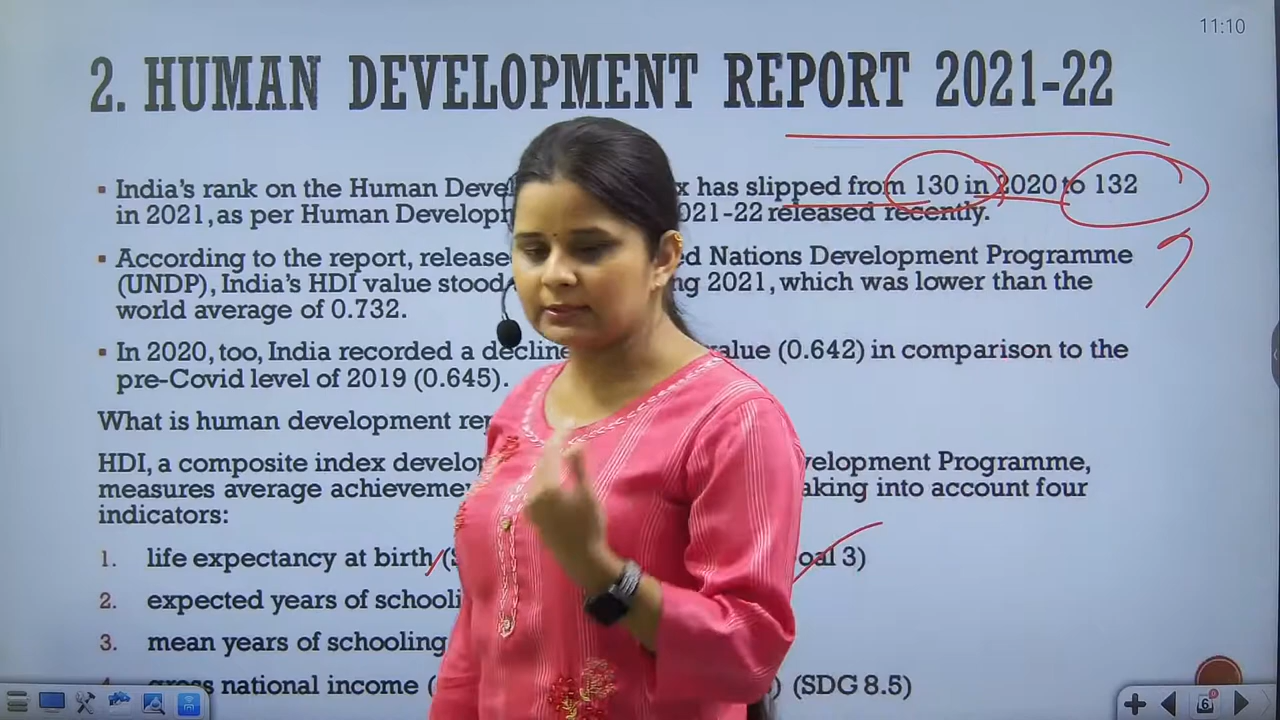 11:10
2. HUMAN DEVELOPMENT REPORT 2021-22
▪ India's rank on the Human Deve x has slipped from 130 in 2020 to 132
in 2021, as per Human Developm 021-22 released recently.
▪ According to the report, release d Nations Development Programme
(UNDP), India's HDI value stood ng 2021, which was lower than the
world average of 0.732.
▪ In 2020, too, India recorded a decline value (0.642) in comparison to the
pre-Covid level of 2019 (0.645).
What is human development rep
HDI, a composite index develop velopment Programme,
measures average achieveme aking into account four
indicators:
1. life expectancy at birth (S oal 3)
2. expected years of schooli
3. mean years of schooling
4. gross national income ( ) (SDG 8.5)
6